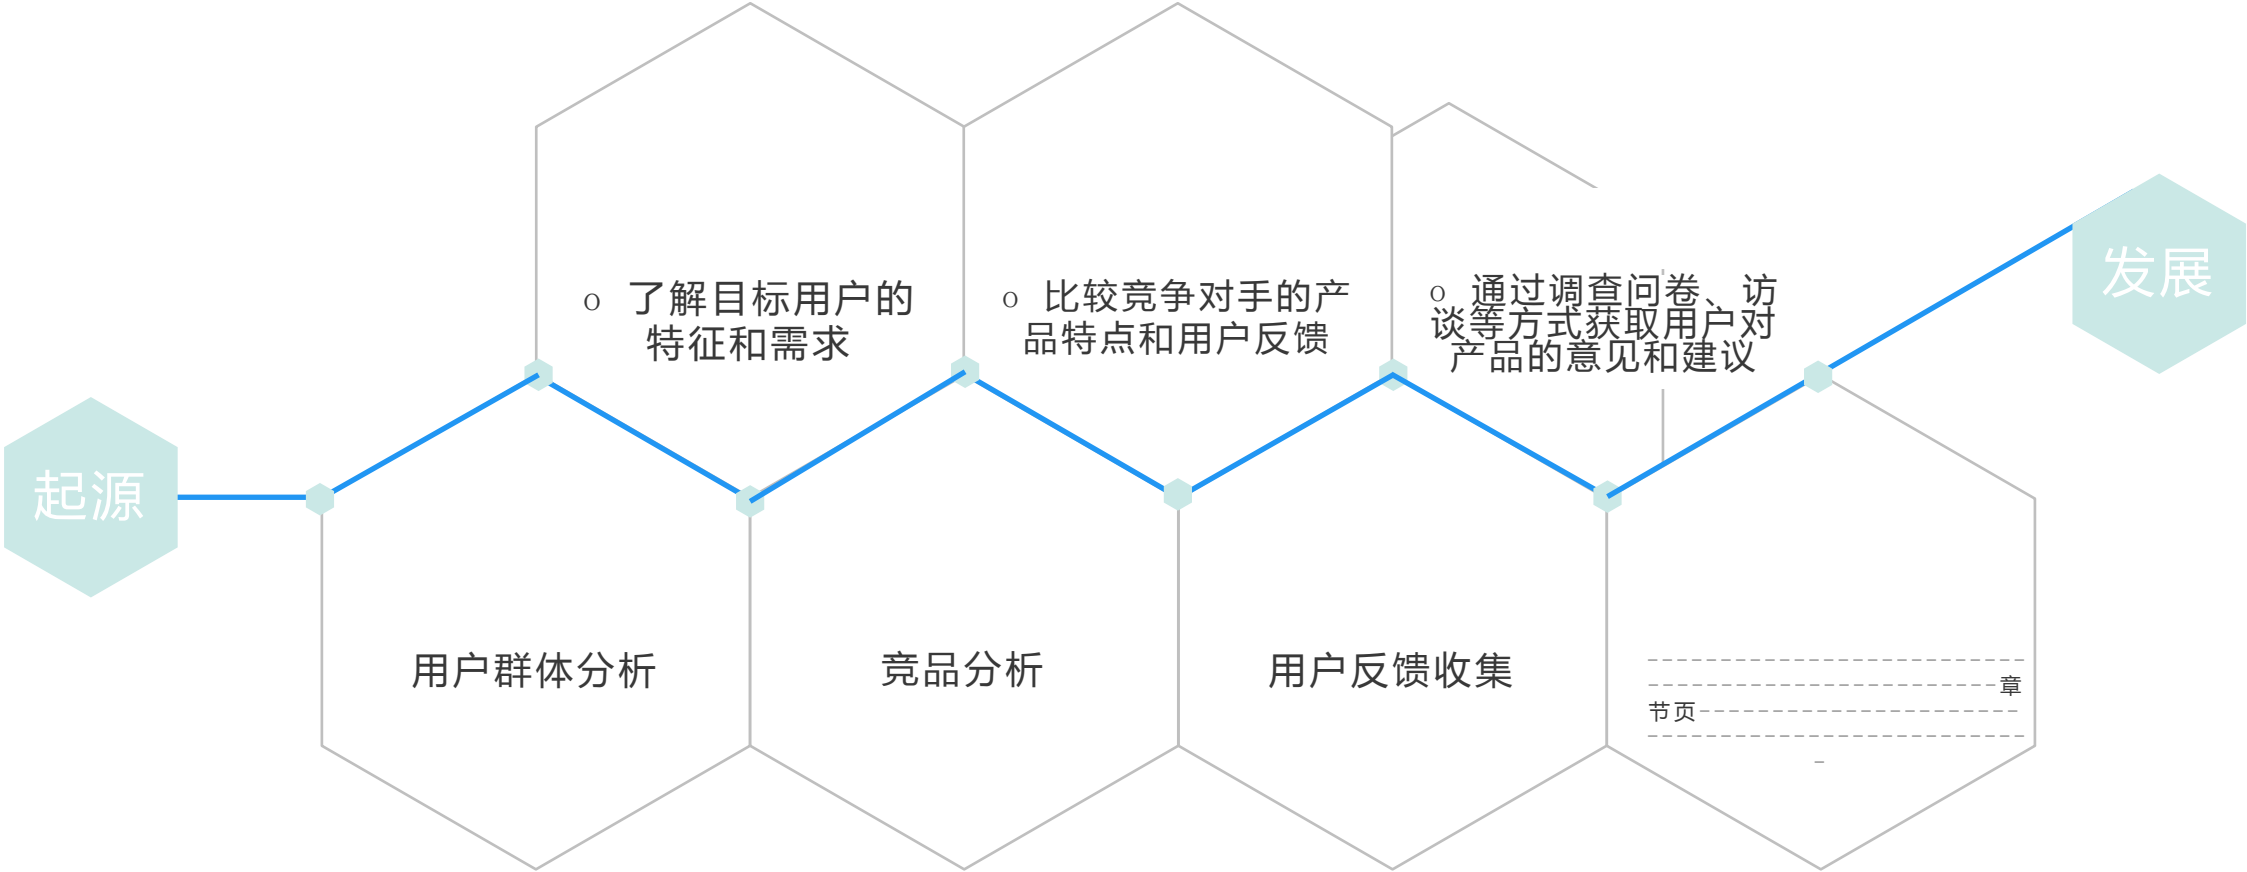 起源
o 了解目标用户的
特征和需求
o 比较竞争对手的产
品特点和用户反馈
o 通过调查问卷、访
谈等方式获取用户对
产品的意见和建议
发展
用户群体分析
竞品分析
用户反馈收集
--------------------------
------------------------章
节页----------------------
--------------------------
-